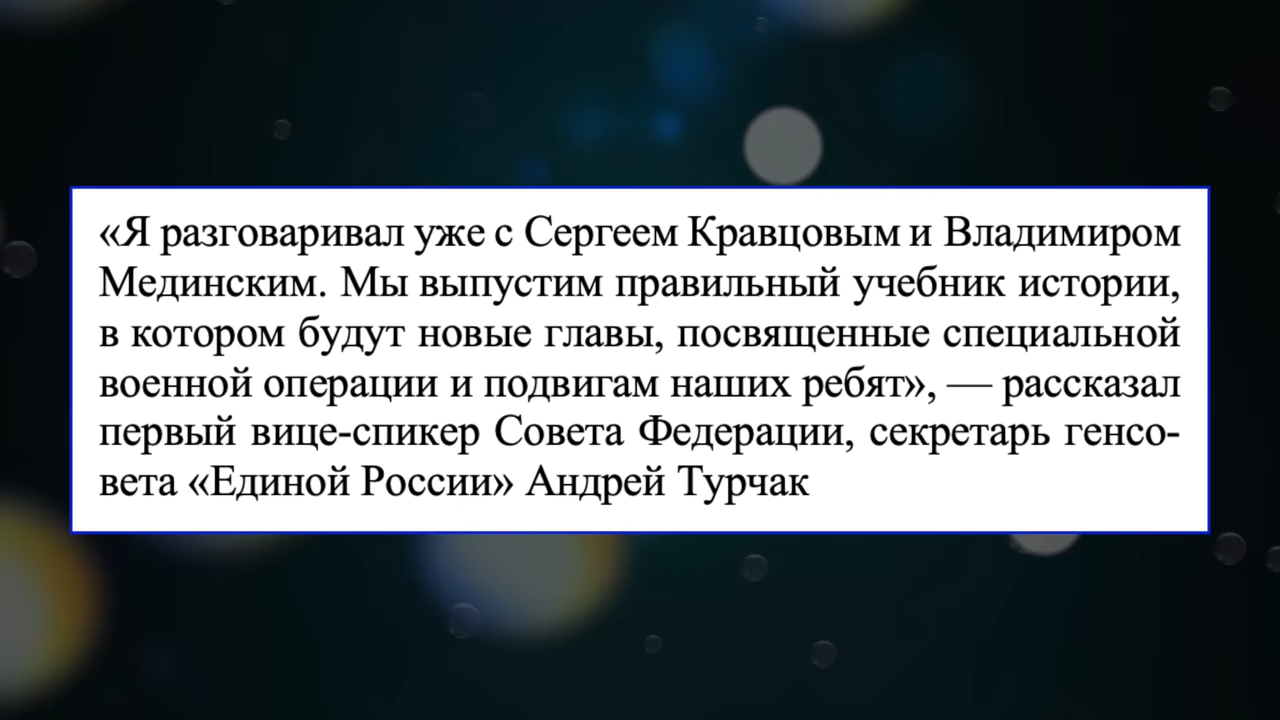 «Я разговаривал уже с Сергеем Кравцовым и Владимиром
Мединским. Мы выпустим правильный учебник истории,
в котором будут новые главы, посвященные специальной
военной операции и подвигам наших ребят», — рассказал
первый вице-спикер Совета Федерации, секретарь генсо-
вета «Единой России» Андрей Турчак